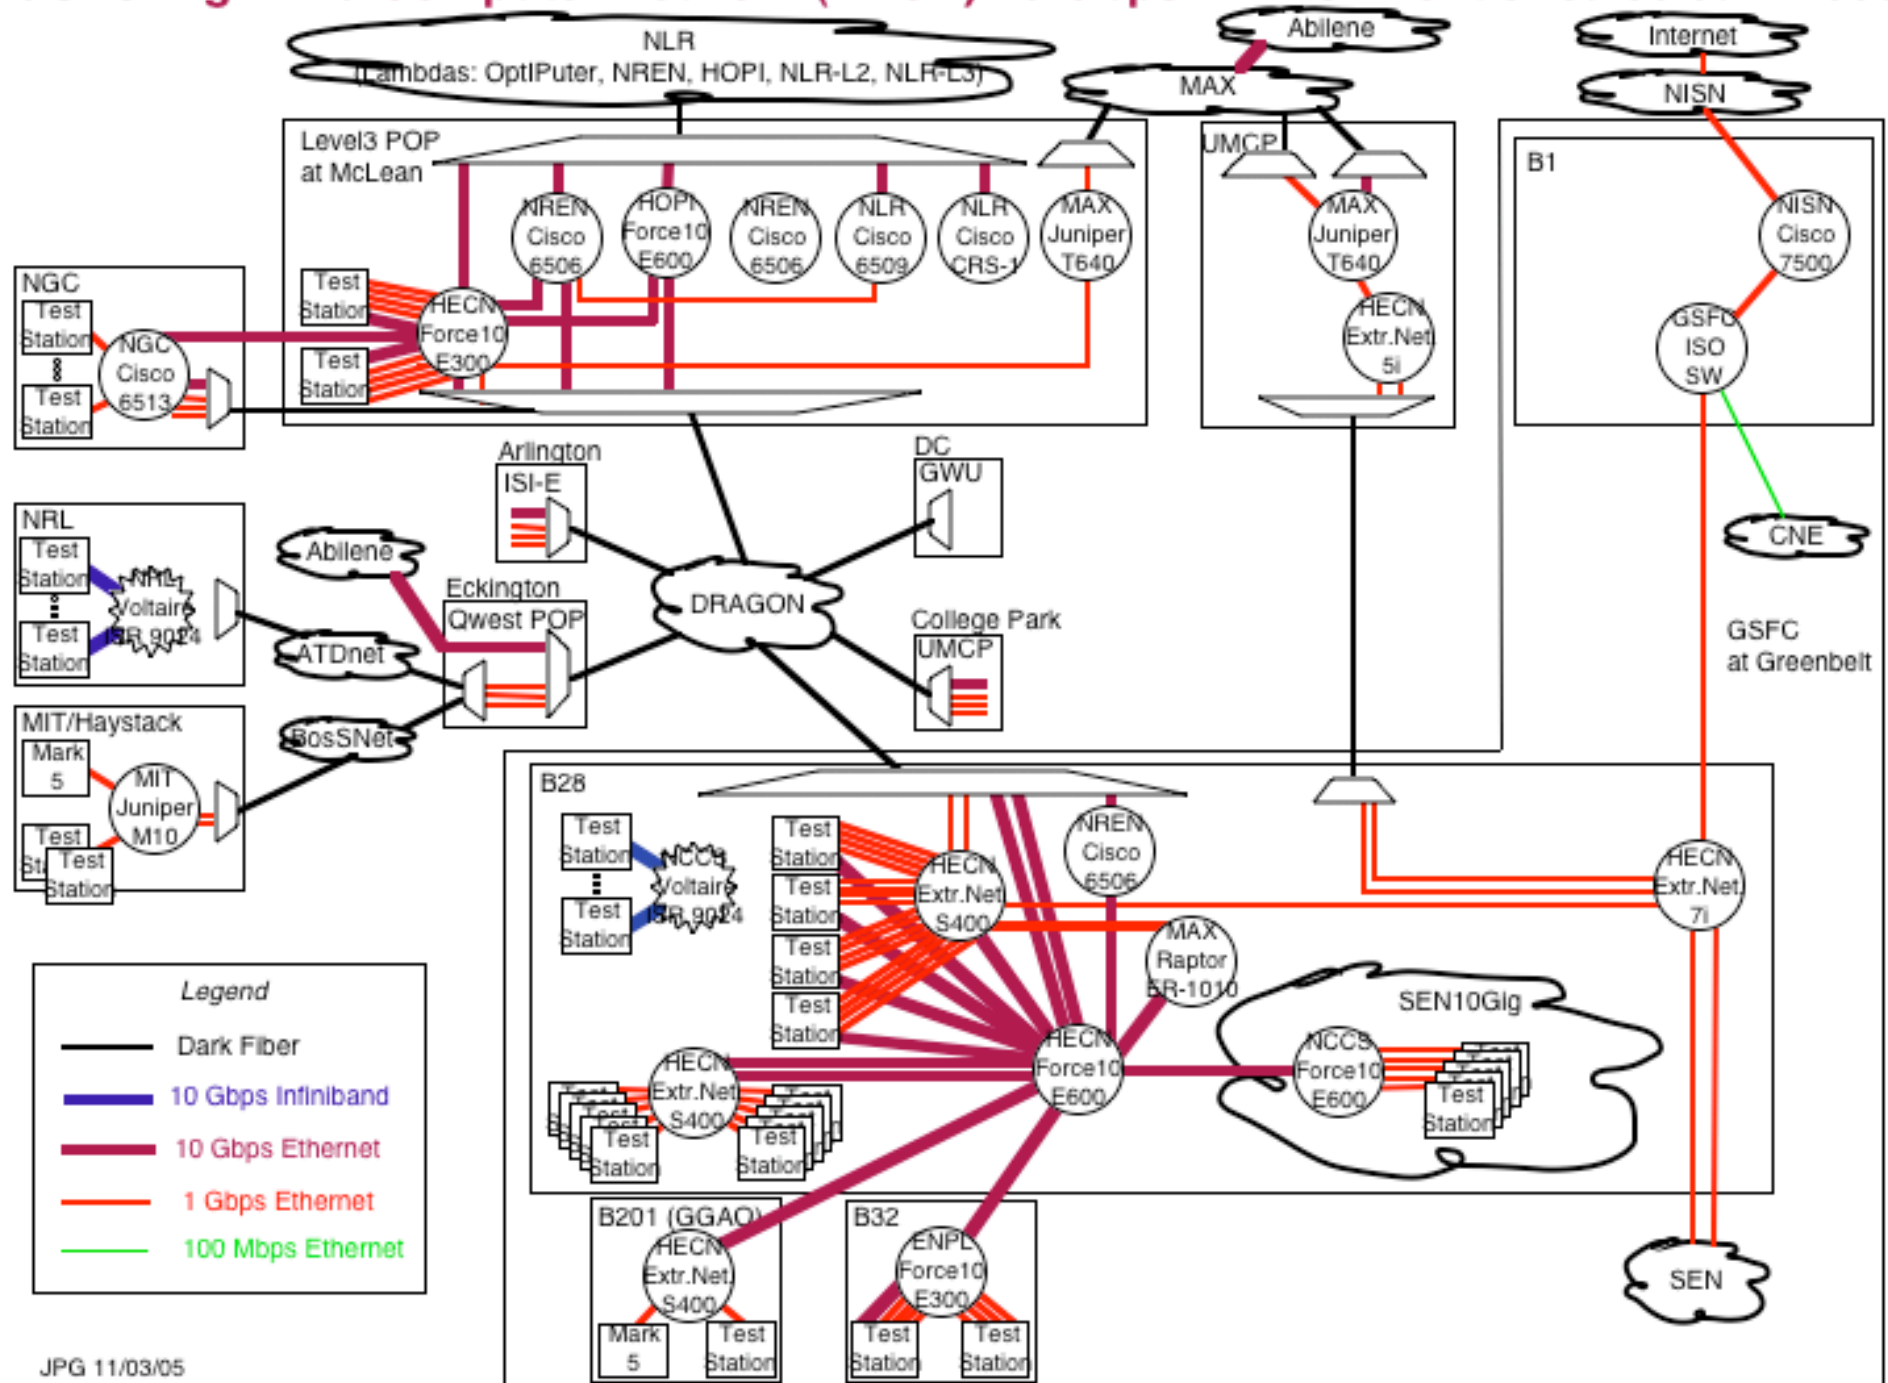 NLR
(Lambdas: OptIPuter, NREN, HOPI, NLR-L2, NLR-L3)
Abilene
MAX
Internet
NISN
Level3 POP
at McLean
NREN
Cisco
6506
HOPI
Force10
E600
NREN
Cisco
6506
NLR
Cisco
6509
NLR
Cisco
CRS-1
MAX
Juniper
T640
Test
Station
Test
Station
HECN
Force10
E300
UMCP
MAX
Juniper
T640
HECN
Extr.Net.
5i
B1
NISN
Cisco
7500
GSFC
ISO
SW
CNE
GSFC
at Greenbelt
NGC
Test
Station
Test
Station
NGC
Cisco
6513
Arlington
ISI-E
DC
GWU
NRL
Test
Station
Test
Station
NRL
Voltaire
ISR 9024
Abilene
ATDnet
Eckington
Qwest POP
DRAGON
College Park
UMCP
MIT/Haystack
Mark
5
MIT
Juniper
M10
Test
Test
Station
BosSNet
B28
Test
Station
Test
Station
NCCS
Voltaire
ISR 9024
Test
Station
Test
Station
Test
Station
Test
Station
HECN
Extr.Net.
S400
NREN
Cisco
6506
MAX
Raptor
ER-1010
HECN
Extr.Net.
7i
HECN
Extr.Net.
S400
Test
Station
Test
Station
HECN
Force10
E600
SEN10Gig
NCCS
Force10
E600
Test
Station
B201 (GGAO)
HECN
Extr.Net.
S400
Mark
5
Test
Station
B32
ENPL
Force10
E300
Test
Station
Test
Station
SEN
Legend
Dark Fiber
10 Gbps Infiniband
10 Gbps Ethernet
1 Gbps Ethernet
100 Mbps Ethernet
JPG 11/03/05